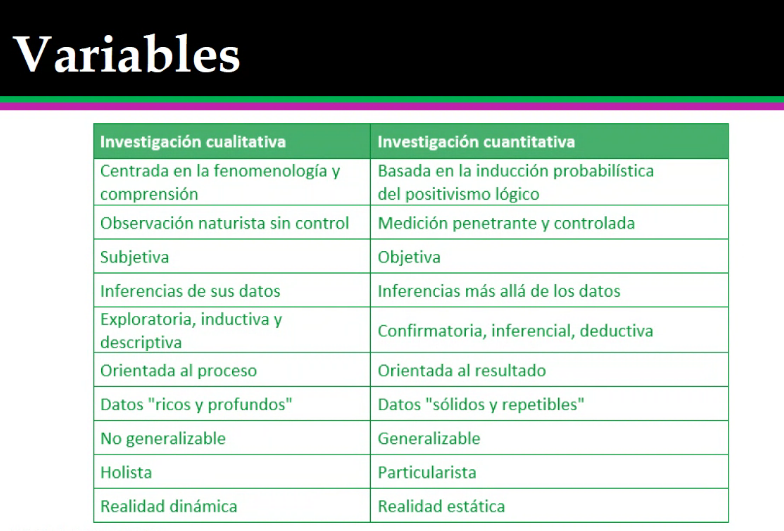 Variables
Investigación cualitativa
Investigación cuantitativa
Centrada en la fenomenología y
comprensión
Basada en la inducción probabilística
del positivismo lógico
Observación naturista sin control
Medición penetrante y controlada
Subjetiva
Objetiva
Inferencias de sus datos
Inferencias más allá de los datos
Exploratoria, inductiva y
descriptiva
Confirmatoria, inferencial, deductiva
Orientada al proceso
Orientada al resultado
Datos "ricos y profundos"
Datos "sólidos y repetibles"
No generalizable
Generalizable
Holista
Particularista
Realidad dinámica
Realidad estática